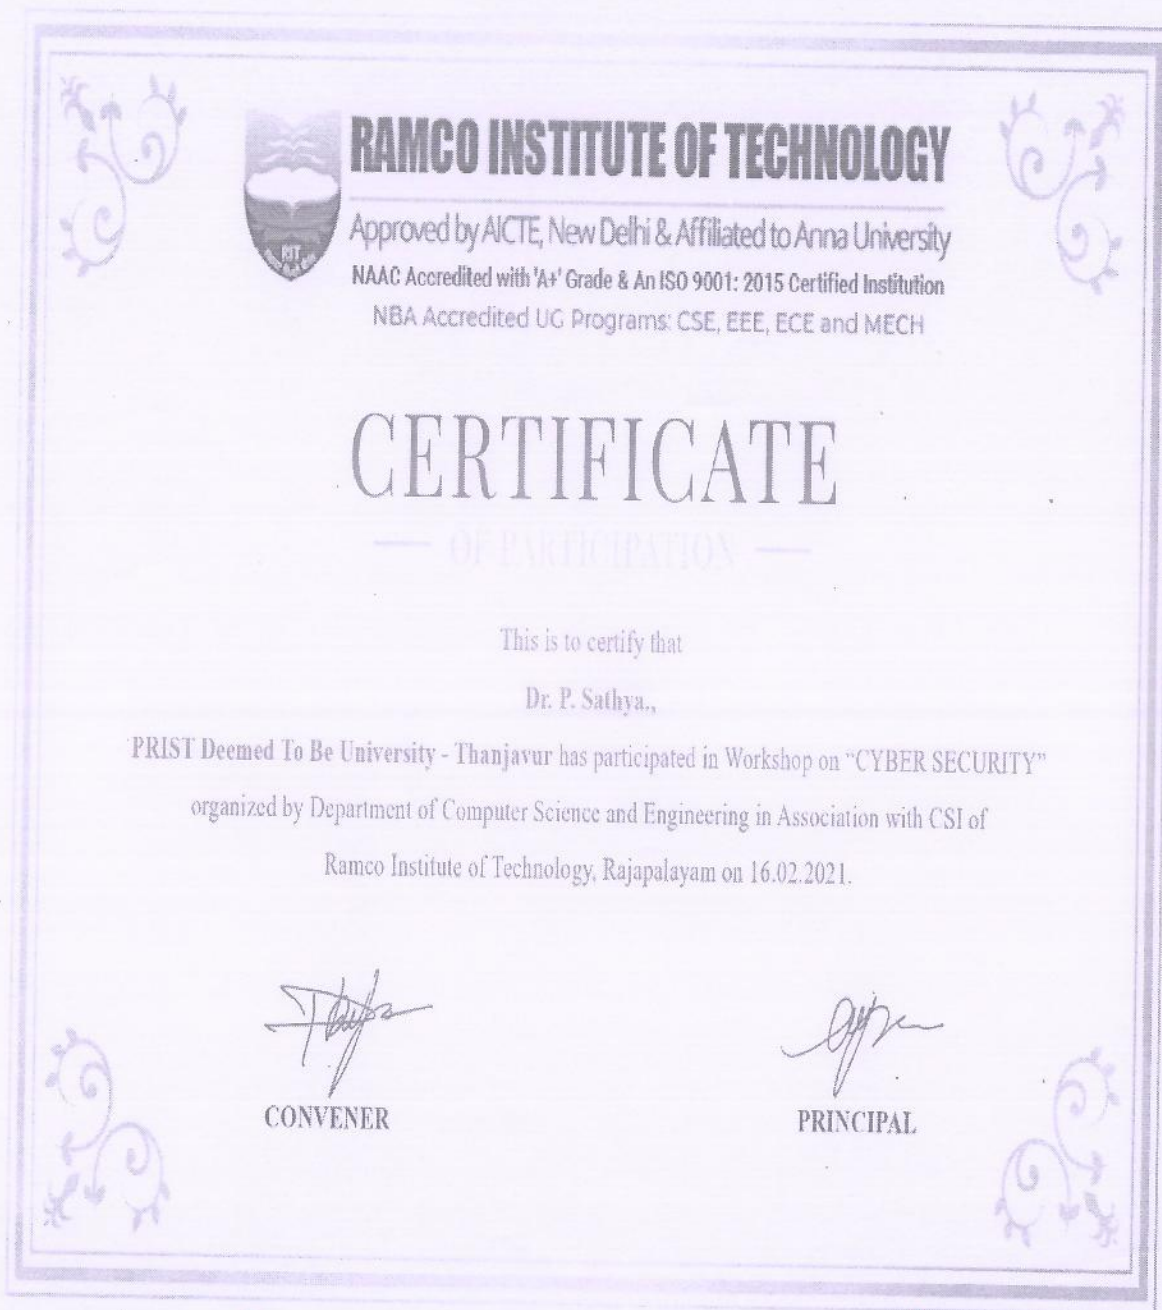 RAMCO INSTITUTE OF TECHNOLOGY
Approved by AICTE, New Delhi & Affiliated to Anna University
NAAC Accredited with 'A+' Grade & An ISO 9001: 2015 Certified Institution
NBA Accredited UG Programs: CSE, EEE, ECE and MECH
RIT
CERTIFICATE
OF PARTICIPATION
This is to certify that
Dr. P. Sathya.,
PRIST Deemed To Be University - Thanjavur has participated in Workshop on "CYBER SECURITY"
organized by Department of Computer Science and Engineering in Association with CSI of
Ramco Institute of Technology, Rajapalayam on 16.02.2021.
CONVENER
PRINCIPAL